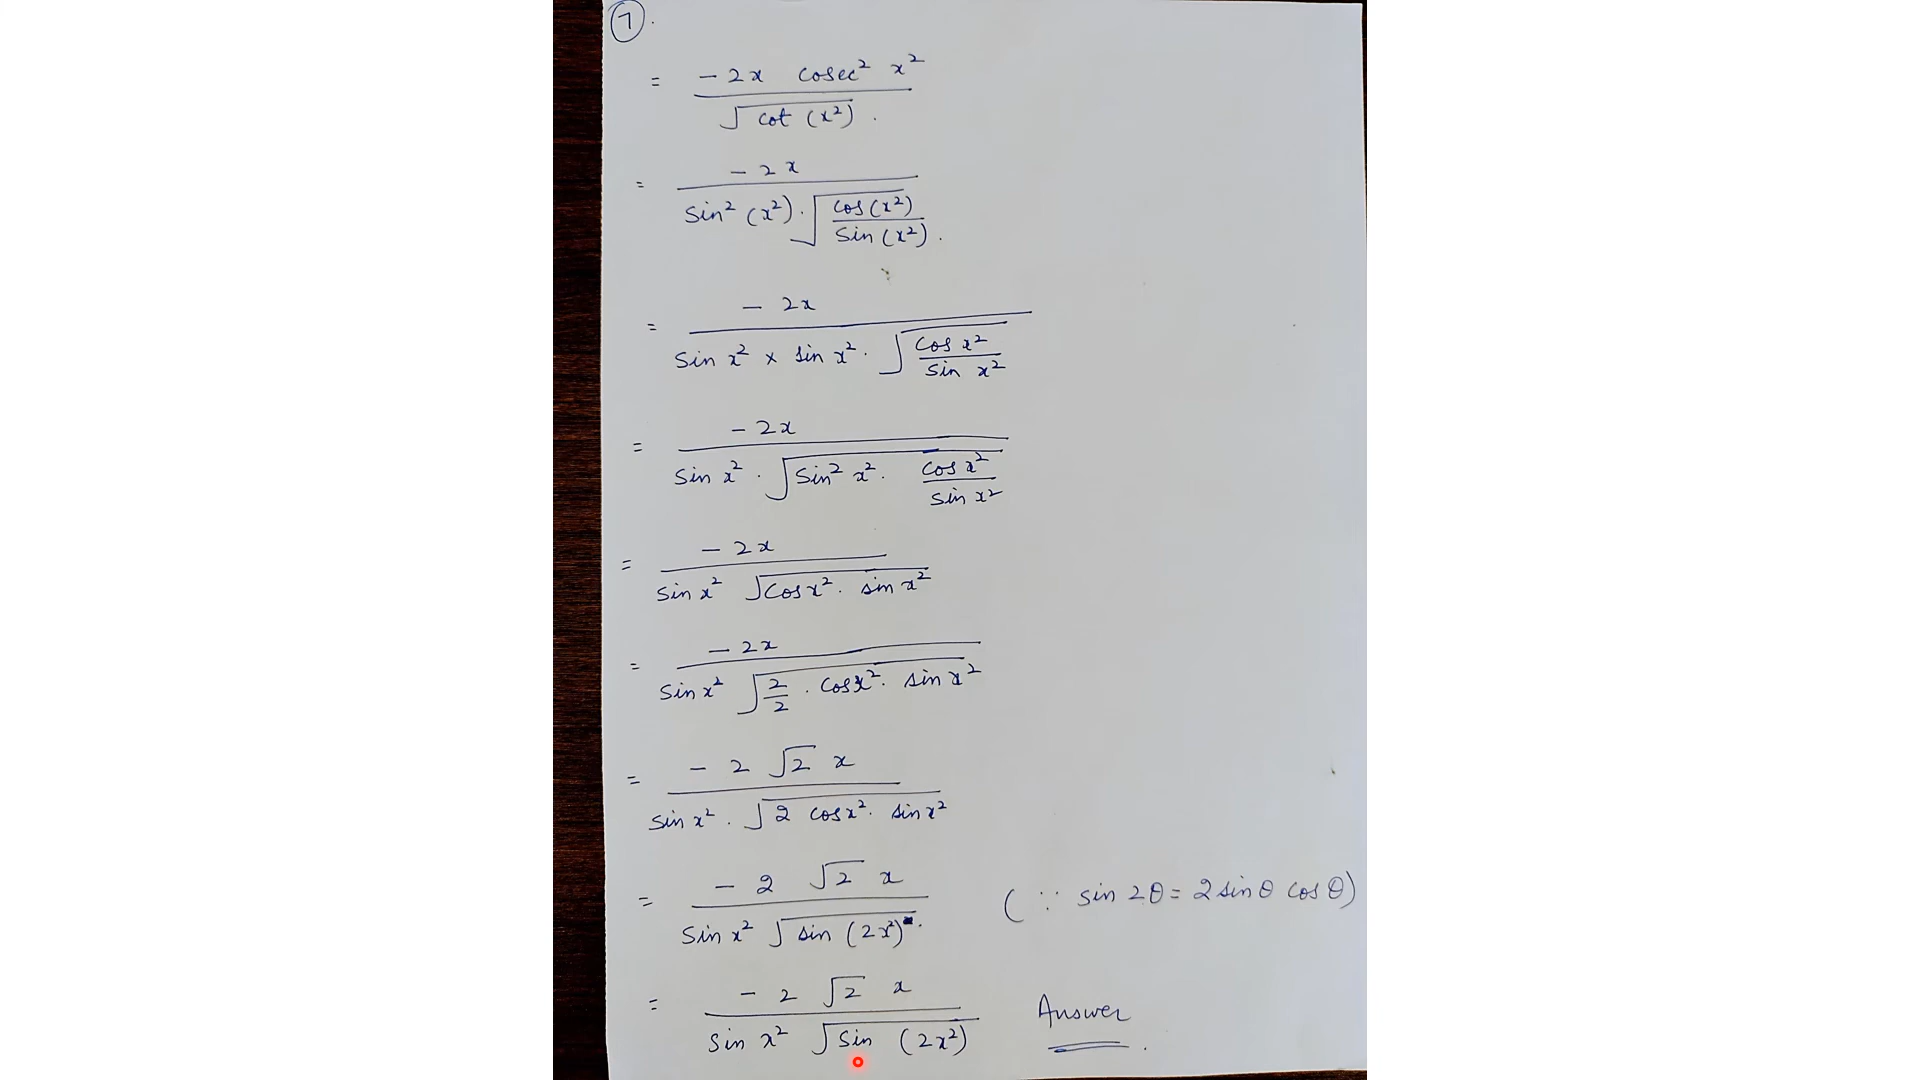 7.
= -2x cosec² x² / √cot (x²).
= -2x / sin² (x²).√(cos(x²) / sin(x²)).
= -2x / sin x² × sin x². √(cos x² / sin x²)
= -2x / sin x² . √(sin² x². cos x² / sin x²)
= -2x / sin x² √(cos x². sin x²)
= -2x / sin x² √(2/2 . cos x². sin x²)
= -2 √2 x / sin x² . √(2 cos x². sin x²)
= -2 √2 x / sin x² √sin (2x²). (∵ sin 2θ = 2 sin θ cos θ)
= -2 √2 x / sin x² √sin (2x²) Answer.